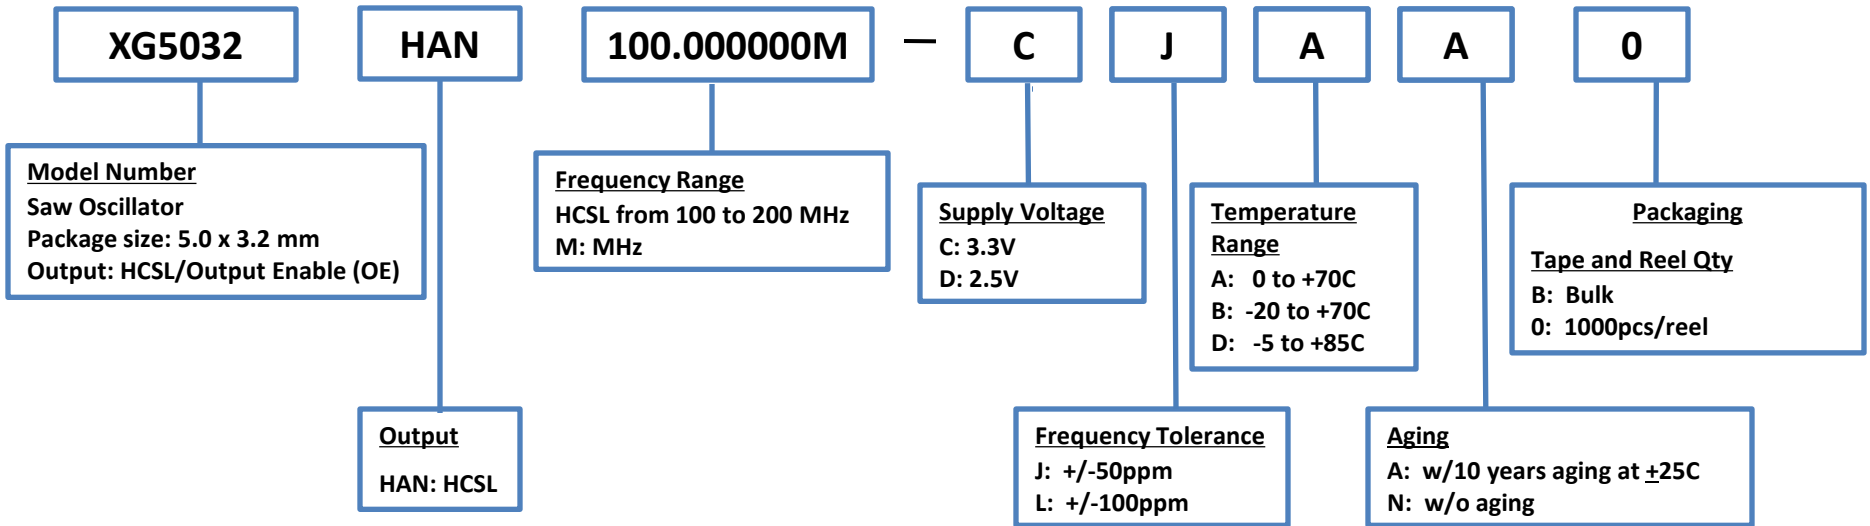 XG5032 HAN 100.000000M — C J A A 0
Model Number
Saw Oscillator
Package size: 5.0 x 3.2 mm
Output: HCSL/Output Enable (OE)
Frequency Range
HCSL from 100 to 200 MHz
M: MHz
Supply Voltage
C: 3.3V
D: 2.5V
Temperature
Range
A: 0 to +70C
B: -20 to +70C
D: -5 to +85C
Packaging
Tape and Reel Qty
B: Bulk
0: 1000pcs/reel
Output
HAN: HCSL
Frequency Tolerance
J: +/-50ppm
L: +/-100ppm
Aging
A: w/10 years aging at ±25C
N: w/o aging